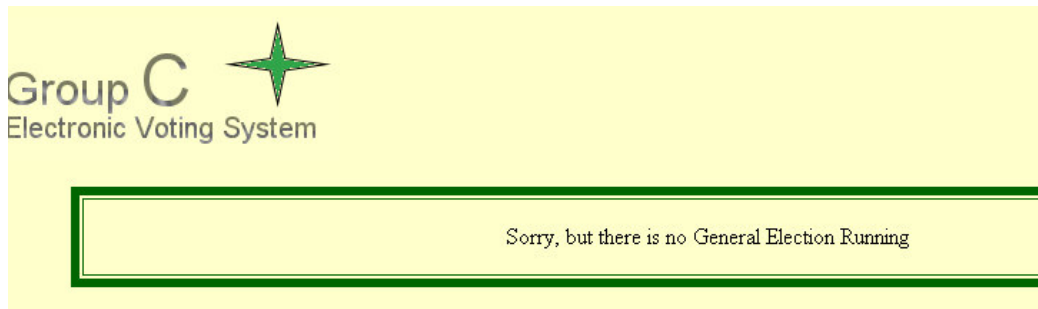 Group C
Electronic Voting System
Sorry, but there is no General Election Running